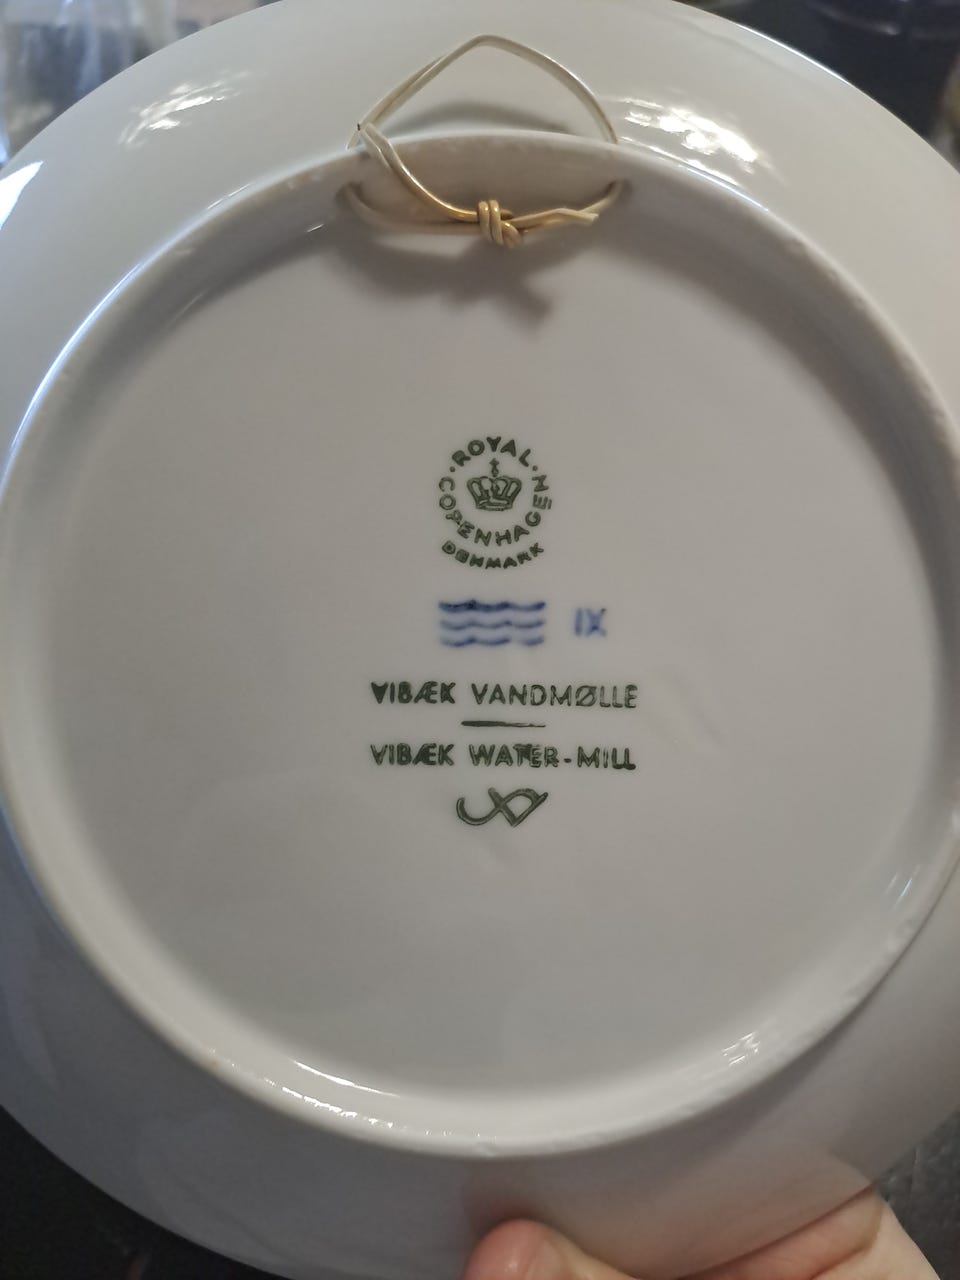 ROYAL
COPENHAGEN
DENMARK
IX
VIBÆK VANDMØLLE
VIBÆK WATER-MILL